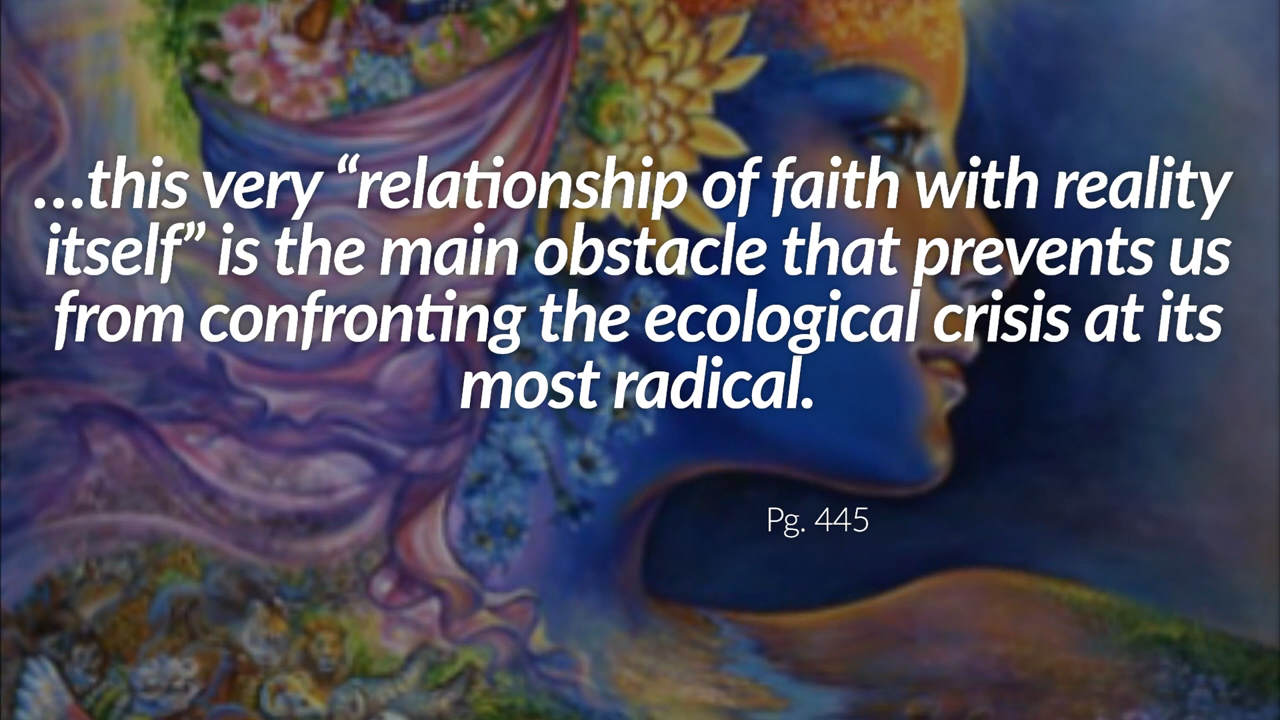 …this very “relationship of faith with reality
itself” is the main obstacle that prevents us
from confronting the ecological crisis at its
most radical.
Pg. 445